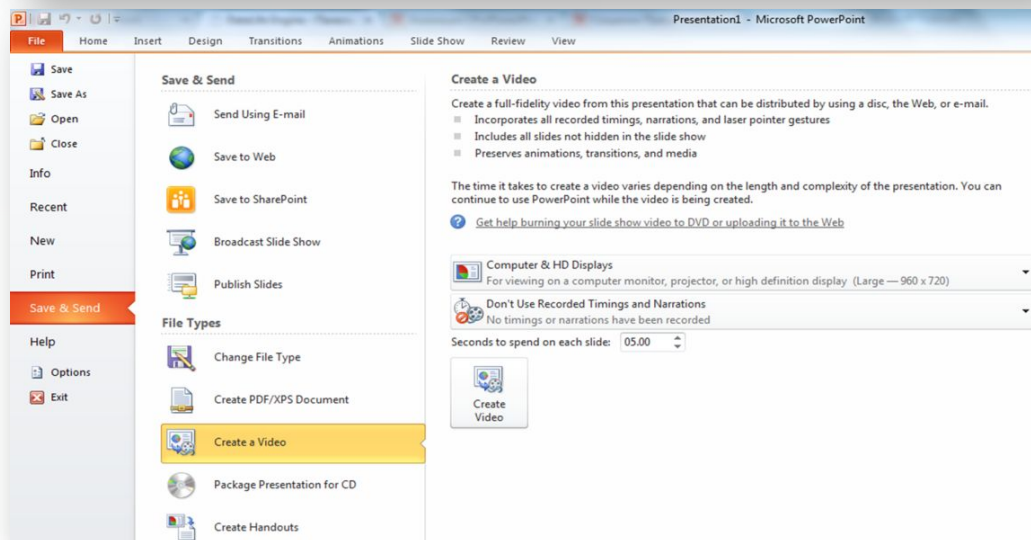 Presentation1 - Microsoft PowerPoint
File Home Insert Design Transitions Animations Slide Show Review View
Save
Save As
Open
Close
Info
Recent
New
Print
Save & Send
Help
Options
Exit
Save & Send
Send Using E-mail
Save to Web
Save to SharePoint
Broadcast Slide Show
Publish Slides
File Types
Change File Type
Create PDF/XPS Document
Create a Video
Package Presentation for CD
Create Handouts
Create a Video
Create a full-fidelity video from this presentation that can be distributed by using a disc, the Web, or e-mail.
Incorporates all recorded timings, narrations, and laser pointer gestures
Includes all slides not hidden in the slide show
Preserves animations, transitions, and media
The time it takes to create a video varies depending on the length and complexity of the presentation. You can
continue to use PowerPoint while the video is being created.
Get help burning your slide show video to DVD or uploading it to the Web
Computer & HD Displays
For viewing on a computer monitor, projector, or high definition display (Large — 960 x 720)
Don't Use Recorded Timings and Narrations
No timings or narrations have been recorded
Seconds to spend on each slide: 05.00
Create
Video